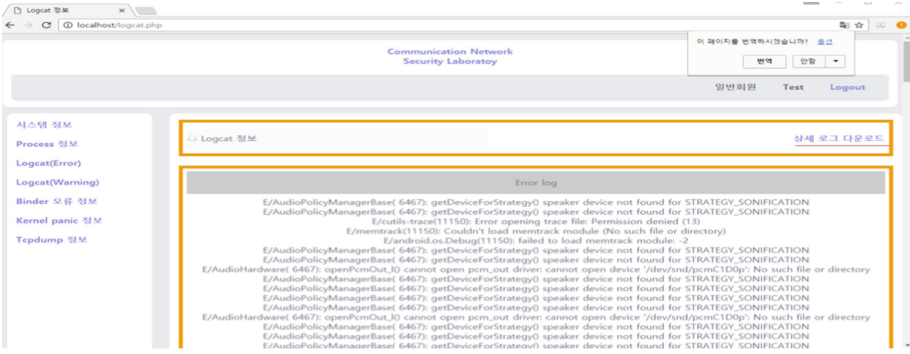 Logcat 정보
localhost/logcat.php
이 페이지를 번역하시겠습니까? 옵션
번역 안함
Communication Network
Security Laboratoy
일반회원 Test Logout
시스템 정보
Process 정보
Logcat(Error)
Logcat(Warning)
Binder 오류 정보
Kernel panic 정보
Tcpdump 정보
Logcat 정보
상세 로그 다운로드
Error log
E/AudioPolicyManagerBase( 6467): getDeviceForStrategy() speaker device not found for STRATEGY_SONIFICATION
E/AudioPolicyManagerBase( 6467): getDeviceForStrategy() speaker device not found for STRATEGY_SONIFICATION
E/cutils-trace(11150): Error opening trace file: Permission denied (13)
E/memtrack(11150): Couldn't load memtrack module (No such file or directory)
E/android.os.Debug(11150): failed to load memtrack module: -2
E/AudioPolicyManagerBase( 6467): getDeviceForStrategy() speaker device not found for STRATEGY_SONIFICATION
E/AudioPolicyManagerBase( 6467): getDeviceForStrategy() speaker device not found for STRATEGY_SONIFICATION
E/AudioHardware( 6467): openPcmOut_l() cannot open pcm_out driver: cannot open device '/dev/snd/pcmC1D0p': No such file or directory
E/AudioPolicyManagerBase( 6467): getDeviceForStrategy() speaker device not found for STRATEGY_SONIFICATION
E/AudioPolicyManagerBase( 6467): getDeviceForStrategy() speaker device not found for STRATEGY_SONIFICATION
E/AudioPolicyManagerBase( 6467): getDeviceForStrategy() speaker device not found for STRATEGY_SONIFICATION
E/AudioPolicyManagerBase( 6467): getDeviceForStrategy() speaker device not found for STRATEGY_SONIFICATION
E/AudioHardware( 6467): openPcmOut_l() cannot open pcm_out driver: cannot open device '/dev/snd/pcmC1D0p': No such file or directory
E/AudioPolicyManagerBase( 6467): getDeviceForStrategy() speaker device not found for STRATEGY_SONIFICATION
E/AudioPolicyManagerBase( 6467): getDeviceForStrategy() speaker device not found for STRATEGY_SONIFICATION
E/AudioPolicyManagerBase( 6467): getDeviceForStrategy() speaker device not found for STRATEGY_SONIFICATION